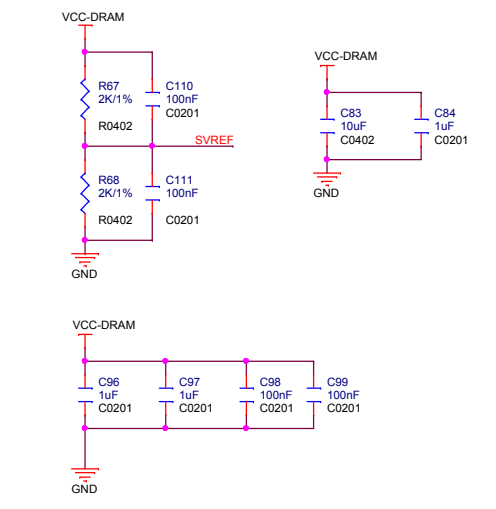 VCC-DRAM
R67
2K/1%
R0402
C110
100nF
C0201
SVREF
R68
2K/1%
R0402
C111
100nF
C0201
GND
VCC-DRAM
C83
10uF
C0402
C84
1uF
C0201
GND
VCC-DRAM
C96
1uF
C0201
C97
1uF
C0201
C98
100nF
C0201
C99
100nF
C0201
GND